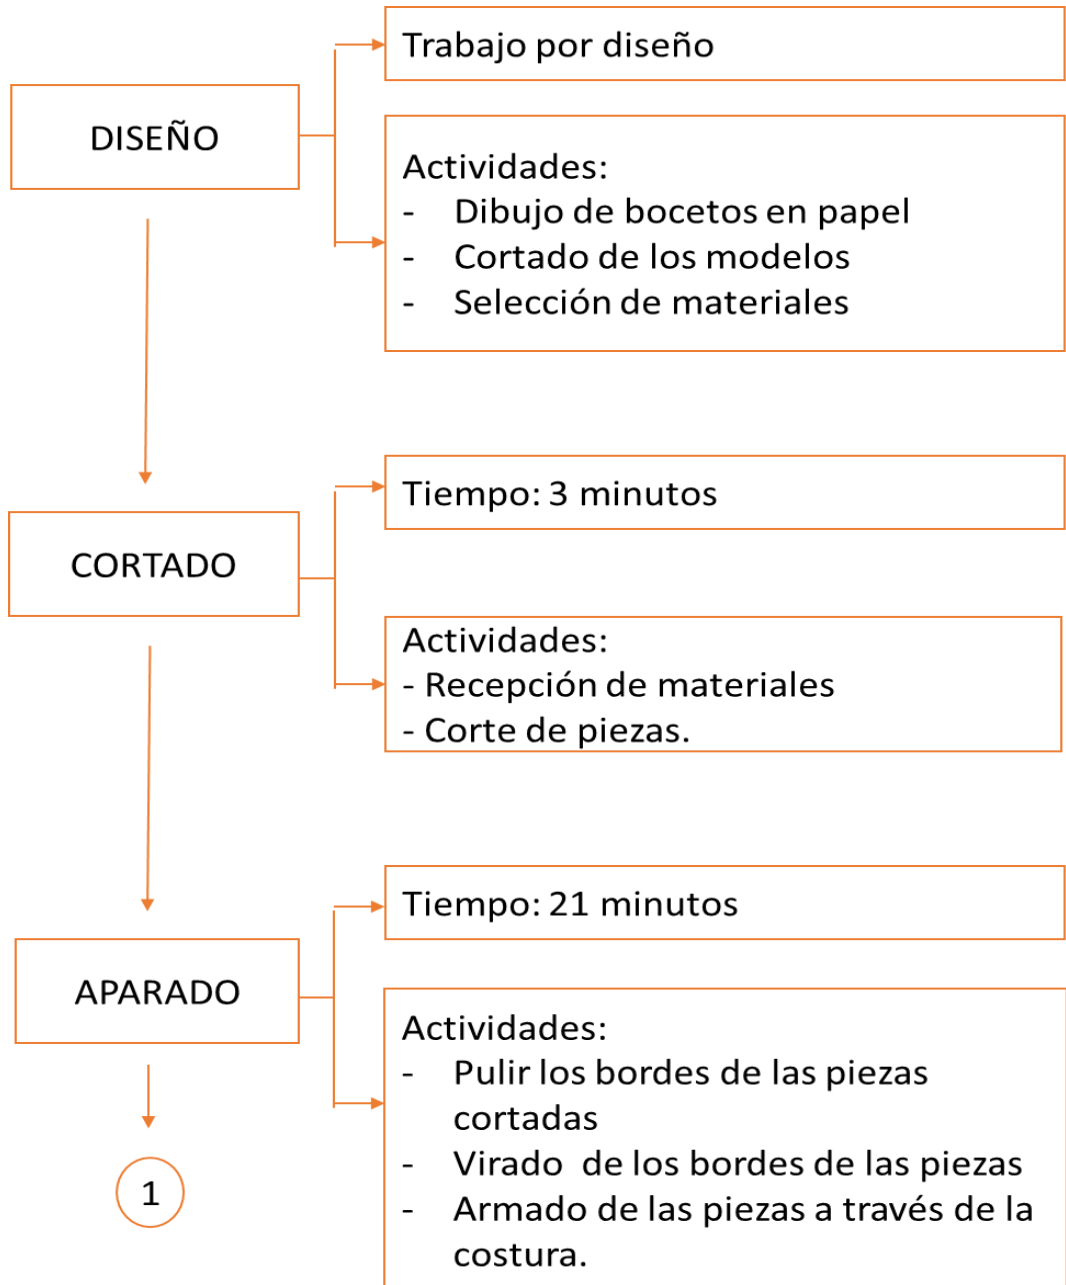 Trabajo por diseño
DISEÑO
Actividades:
- Dibujo de bocetos en papel
- Cortado de los modelos
- Selección de materiales
Tiempo: 3 minutos
CORTADO
Actividades:
- Recepción de materiales
- Corte de piezas.
Tiempo: 21 minutos
APARADO
Actividades:
- Pulir los bordes de las piezas
cortadas
- Virado de los bordes de las piezas
- Armado de las piezas a través de la
costura.
1